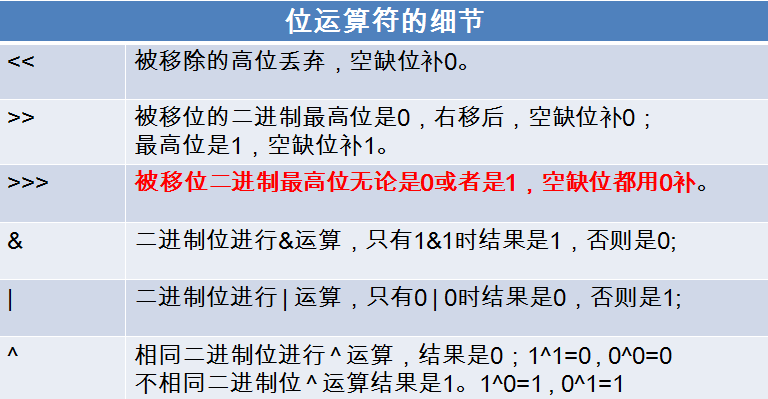 位运算符的细节
<< 被移除的高位丢弃，空缺位补0。
>> 被移位的二进制最高位是0，右移后，空缺位补0；
最高位是1，空缺位补1。
>>> 被移位二进制最高位无论是0或者是1，空缺位都用0补。
& 二进制位进行&运算，只有1&1时结果是1，否则是0;
| 二进制位进行 | 运算，只有0 | 0时结果是0，否则是1;
^ 相同二进制位进行 ^ 运算，结果是0；1^1=0 , 0^0=0
不相同二进制位 ^ 运算结果是1。1^0=1 , 0^1=1